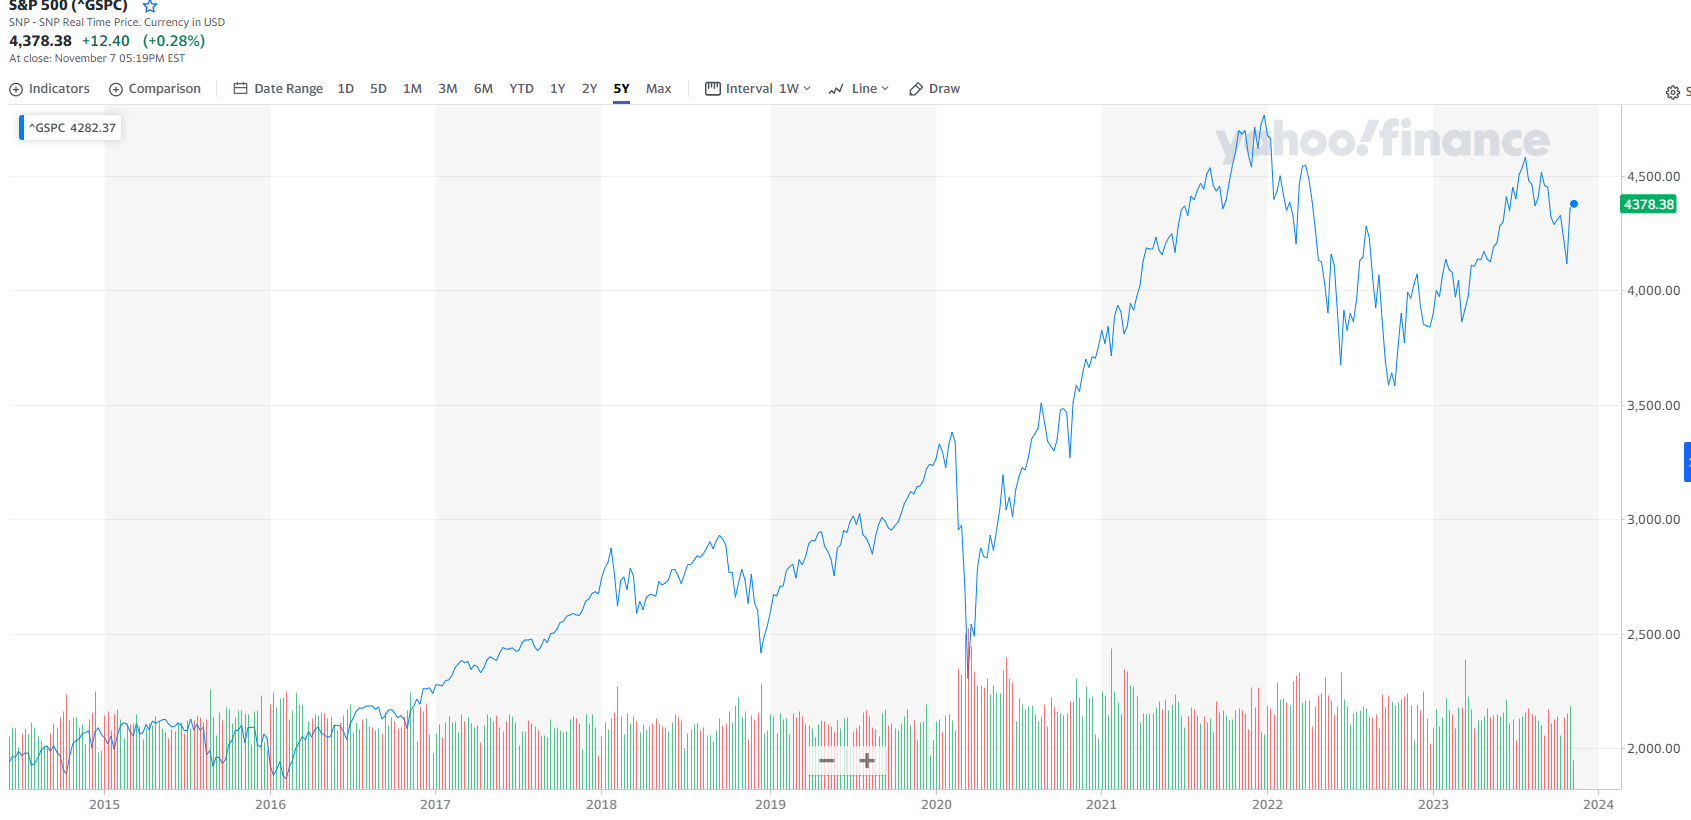 S&P 500 (^GSPC)
SNP - SNP Real Time Price. Currency in USD
4,378.38 +12.40 (+0.28%)
At close: November 7 05:19PM EST
Indicators Comparison Date Range 1D 5D 1M 3M 6M YTD 1Y 2Y 5Y Max Interval 1W Line Draw S
^GSPC 4282.37
yahoo!finance
4,500.00
4378.38
4,000.00
3,500.00
3,000.00
2,500.00
2,000.00
2015 2016 2017 2018 2019 2020 2021 2022 2023 2024